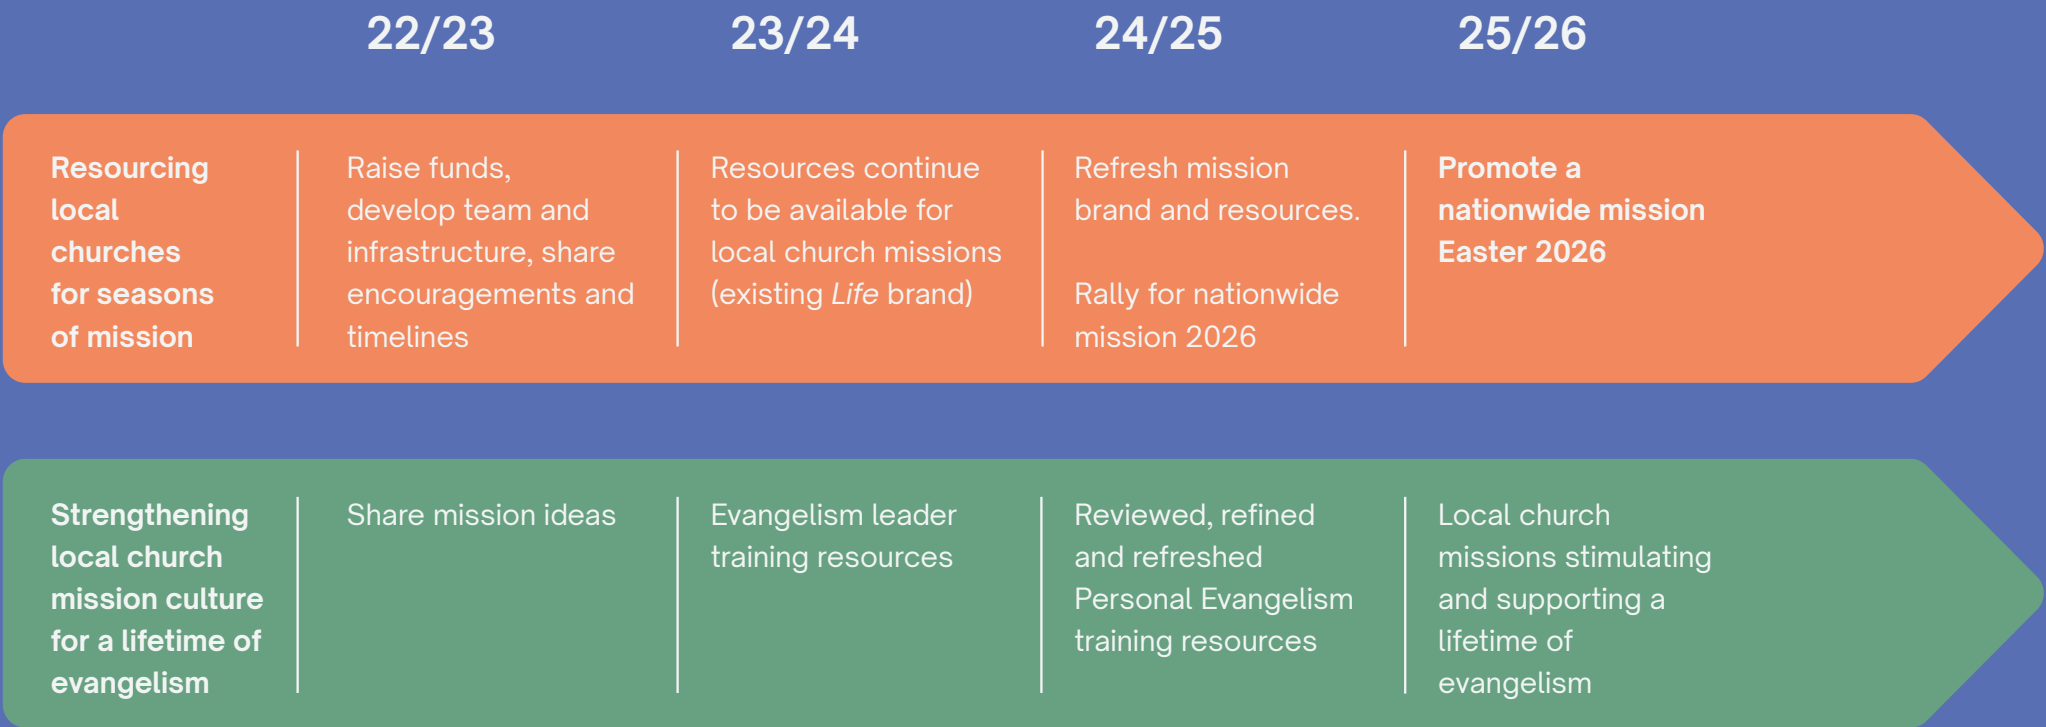 22/23
23/24
24/25
25/26
Resourcing
local
churches
for seasons
of mission
Raise funds,
develop team and
infrastructure, share
encouragements and
timelines
Resources continue
to be available for
local church missions
(existing Life brand)
Refresh mission
brand and resources.
Rally for nationwide
mission 2026
Promote a
nationwide mission
Easter 2026
Strengthening
local church
mission culture
for a lifetime of
evangelism
Share mission ideas
Evangelism leader
training resources
Reviewed, refined
and refreshed
Personal Evangelism
training resources
Local church
missions stimulating
and supporting a
lifetime of
evangelism